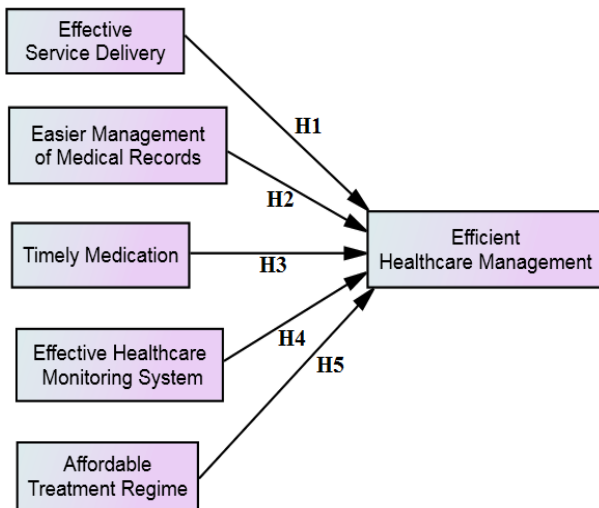 Effective
Service Delivery
H1
Easier Management
of Medical Records
H2
Efficient
Healthcare Management
Timely Medication
H3
Effective Healthcare
Monitoring System
H4
H5
Affordable
Treatment Regime